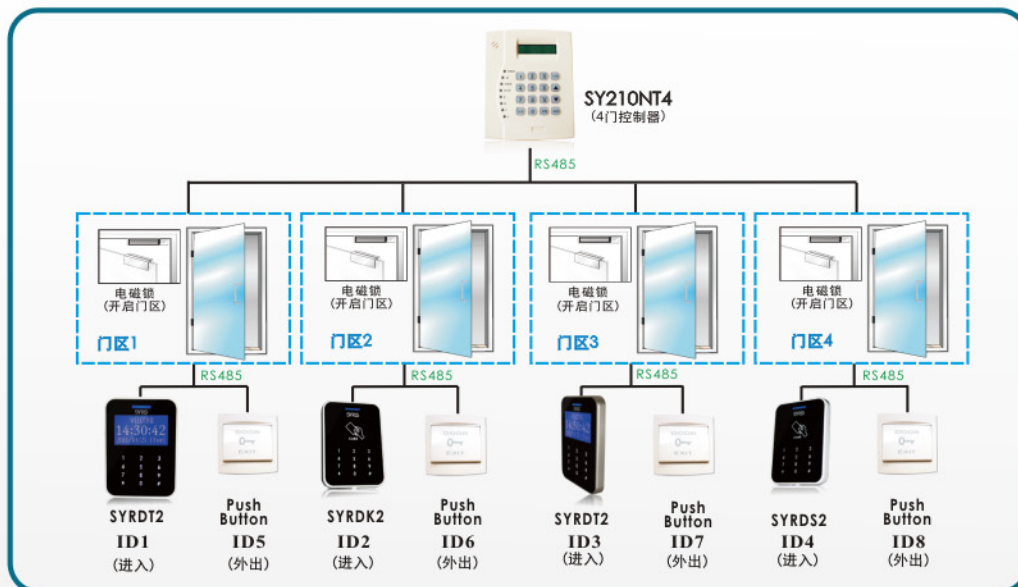 SY210NT4
(4门控制器)
RS485
电磁锁
(开启门区)
门区1
电磁锁
(开启门区)
门区2
电磁锁
(开启门区)
门区3
电磁锁
(开启门区)
门区4
RS485
RS485
RS485
RS485
14:30:42
SYRDT2
ID1
(进入)
Push
Button
ID5
(外出)
SYRDK2
ID2
(进入)
Push
Button
ID6
(外出)
14:30:42
SYRDT2
ID3
(进入)
Push
Button
ID7
(外出)
SYRDS2
ID4
(进入)
Push
Button
ID8
(外出)